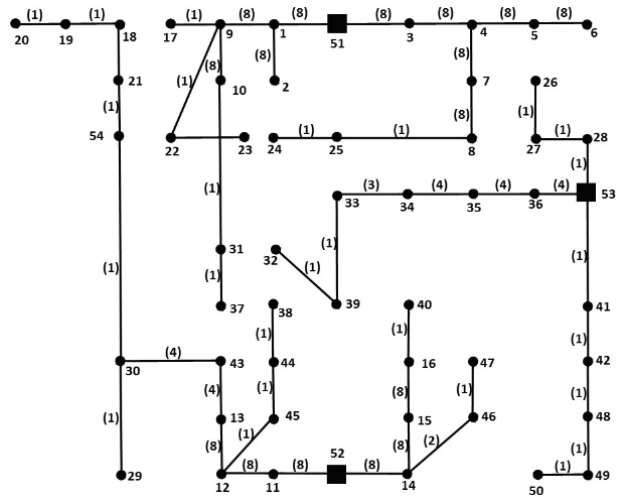 (1) (1) (1) (8) (8) (8) (8) (8) (8)
20 19 18 17 9 1 51 3 4 5 6
(8) (8) (8)
(1) 21 (1) 10 2 7 26
(1) (8) (1)
54 22 23 24 (1) 25 (1) 8 27 (1) 28
(1)
(1) (3) (4) (4) (4) 53
33 34 35 36
(1) 31 32 (1) (1) (1)
(1)
(1) 37 38 39 40 41
(1) (1) (1)
30 (4) 43 44 16 47 42
(4) (1) (8) (1) (1)
13 45 15 46 48
(1) (8) (1) (8) (2) (1)
52
29 12 (8) 11 (8) (8) 14 50 (1) 49